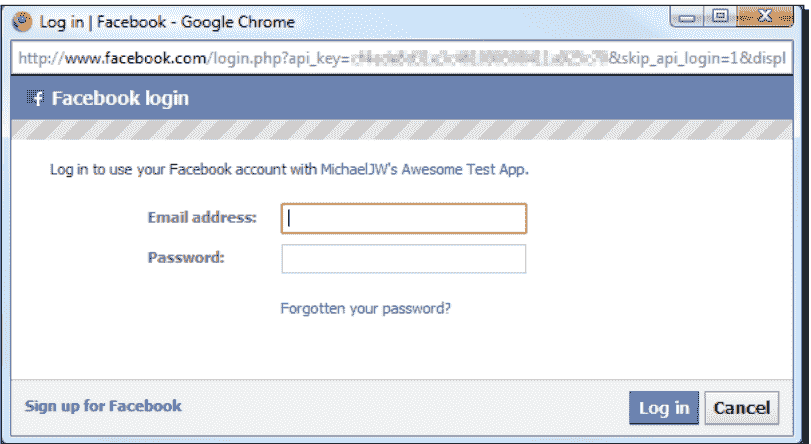 Log in | Facebook - Google Chrome
http://www.facebook.com/login.php?api_key= &skip_api_login=1&displ
f Facebook login
Log in to use your Facebook account with MichaelJW's Awesome Test App.
Email address:
Password:
Forgotten your password?
Sign up for Facebook
Log in Cancel